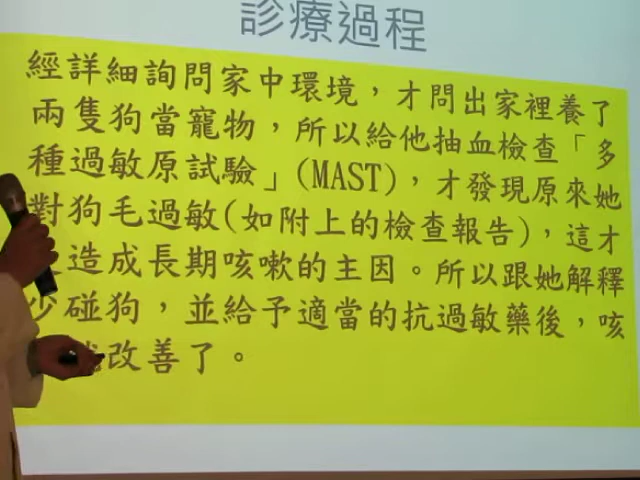 診療過程
經詳細詢問家中環境，才問出家裡養了
兩隻狗當寵物，所以給他抽血檢查「多
種過敏原試驗」(MAST)，才發現原來她
對狗毛過敏(如附上的檢查報告)，這才
造成長期咳嗽的主因。所以跟她解釋
少碰狗，並給予適當的抗過敏藥後，咳
改善了。